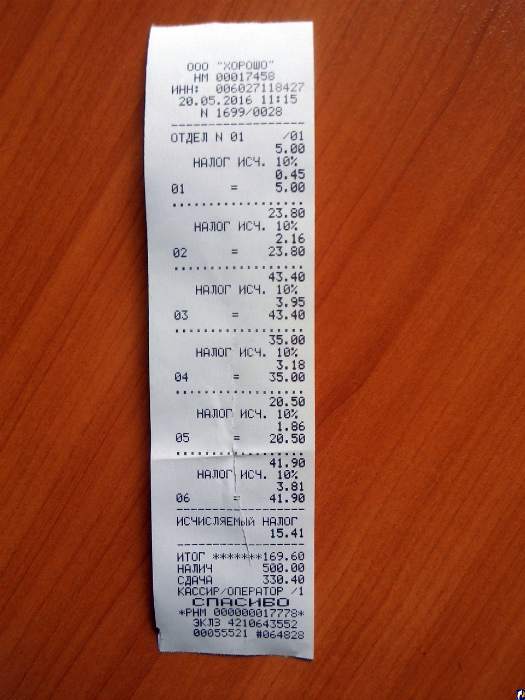 ООО "ХОРОШО"
НМ 00017458
ИНН: 006027118427
20.05.2016 11:15
N 1699/0028
ОТДЕЛ N 01 /01
5.00
НАЛОГ ИСЧ. 10%
0.45
01 = 5.00
23.80
НАЛОГ ИСЧ. 10%
2.16
02 = 23.80
43.40
НАЛОГ ИСЧ. 10%
3.95
03 = 43.40
35.00
НАЛОГ ИСЧ. 10%
3.18
04 = 35.00
20.50
НАЛОГ ИСЧ. 10%
1.86
05 = 20.50
41.90
НАЛОГ ИСЧ. 10%
3.81
06 = 41.90
ИСЧИСЛЯЕМЫЙ НАЛОГ
15.41
ИТОГ *******169.60
НАЛИЧ 500.00
СДАЧА 330.40
КАССИР/ОПЕРАТОР /1
СПАСИБО
*РНМ 000000017778*
ЭКЛЗ 4210643552
00055521 #064828